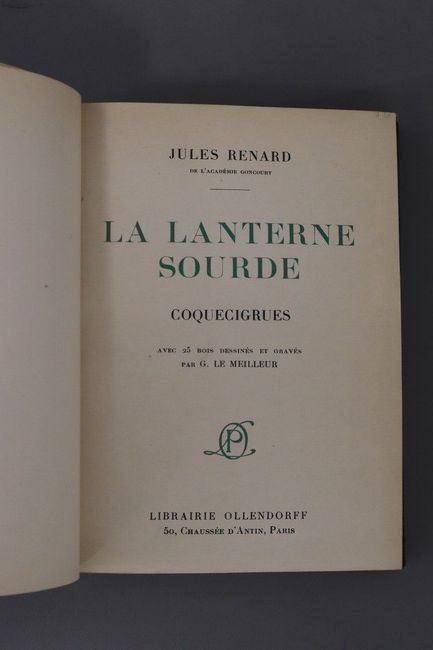 JULES RENARD
DE L'ACADÉMIE GONCOURT
LA LANTERNE
SOURDE
COQUECIGRUES
AVEC 25 BOIS DESSINÉS ET GRAVÉS
PAR G. LE MEILLEUR
LIBRAIRIE OLLENDORFF
50, CHAUSSÉE D'ANTIN, PARIS